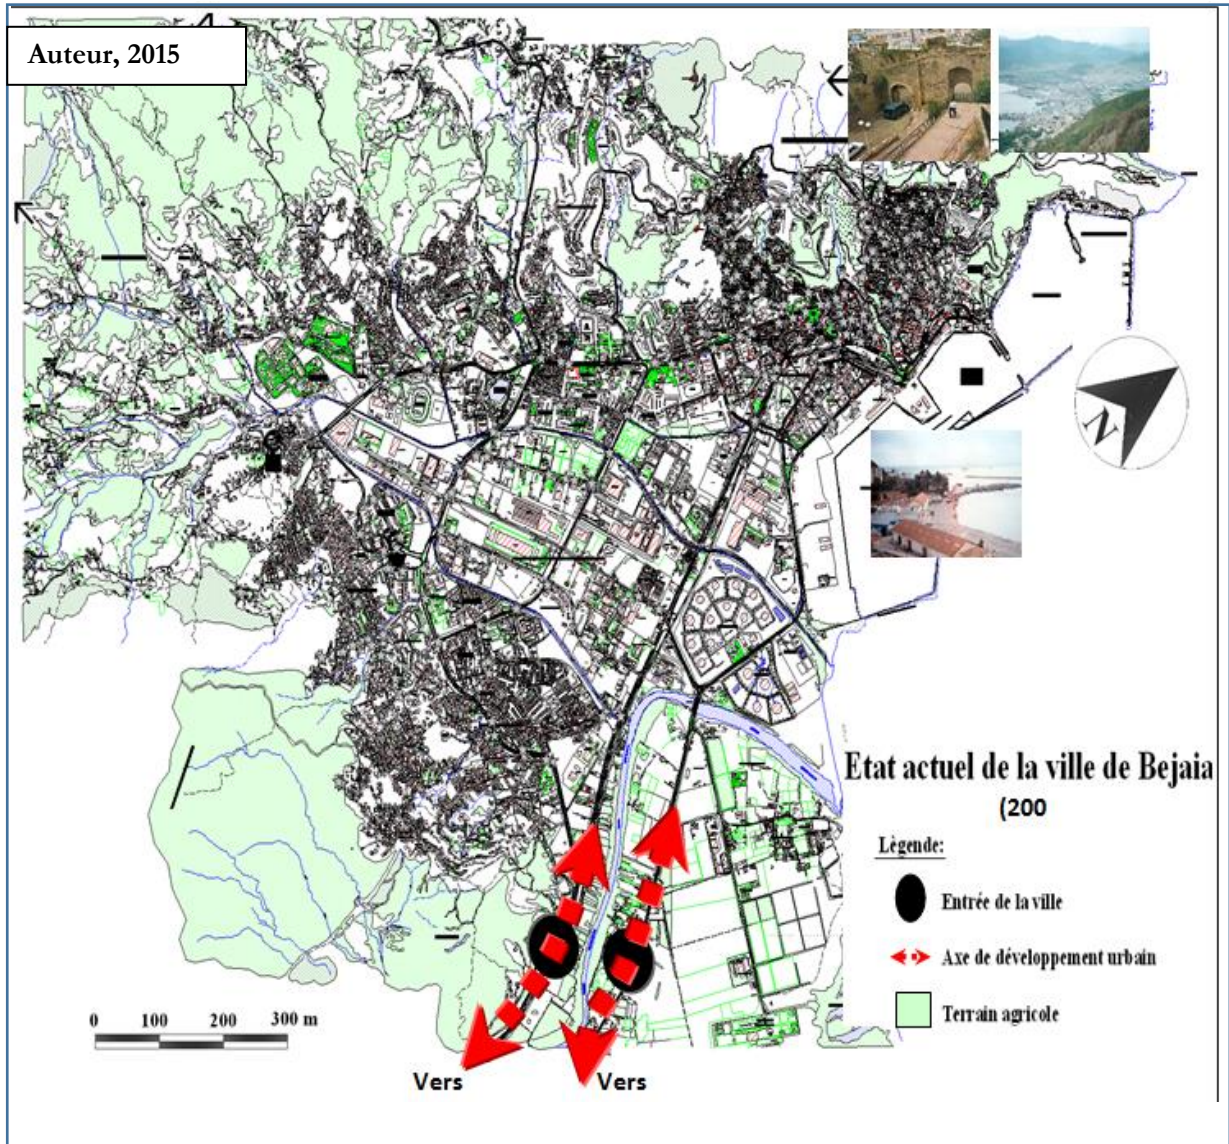 Auteur, 2015
N
Etat actuel de la ville de Bejaia
(200
Lègende:
Entrée de la ville
Axe de développement urbain
Terrain agricole
0 100 200 300 m
Vers Vers